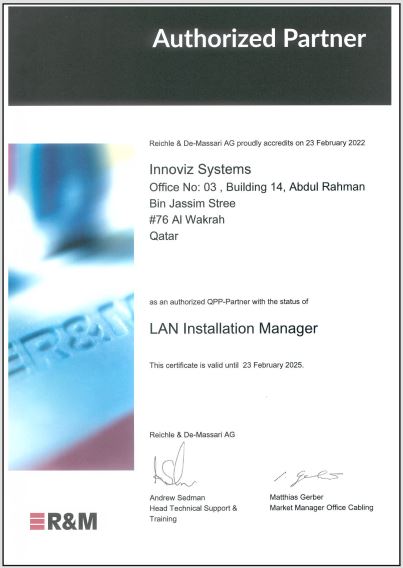 Authorized Partner
Reichle & De-Massari AG proudly accredits on 23 February 2022
Innoviz Systems
Office No: 03 , Building 14, Abdul Rahman
Bin Jassim Stree
#76 Al Wakrah
Qatar
as an authorized QPP-Partner with the status of
LAN Installation Manager
This certificate is valid until 23 February 2025.
ER&M
Reichle & De-Massari AG
Andrew Sedman
Head Technical Support &
Training
Matthias Gerber
Market Manager Office Cabling
R&M